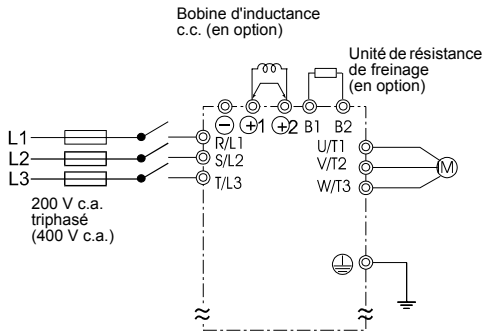 Bobine d'inductance
c.c. (en option)
Unité de résistance
de freinage
(en option)
− +1 +2 B1 B2
L1
R/L1
U/T1
L2
S/L2
V/T2
M
L3
T/L3
W/T3
200 V c.a.
triphasé
(400 V c.a.)